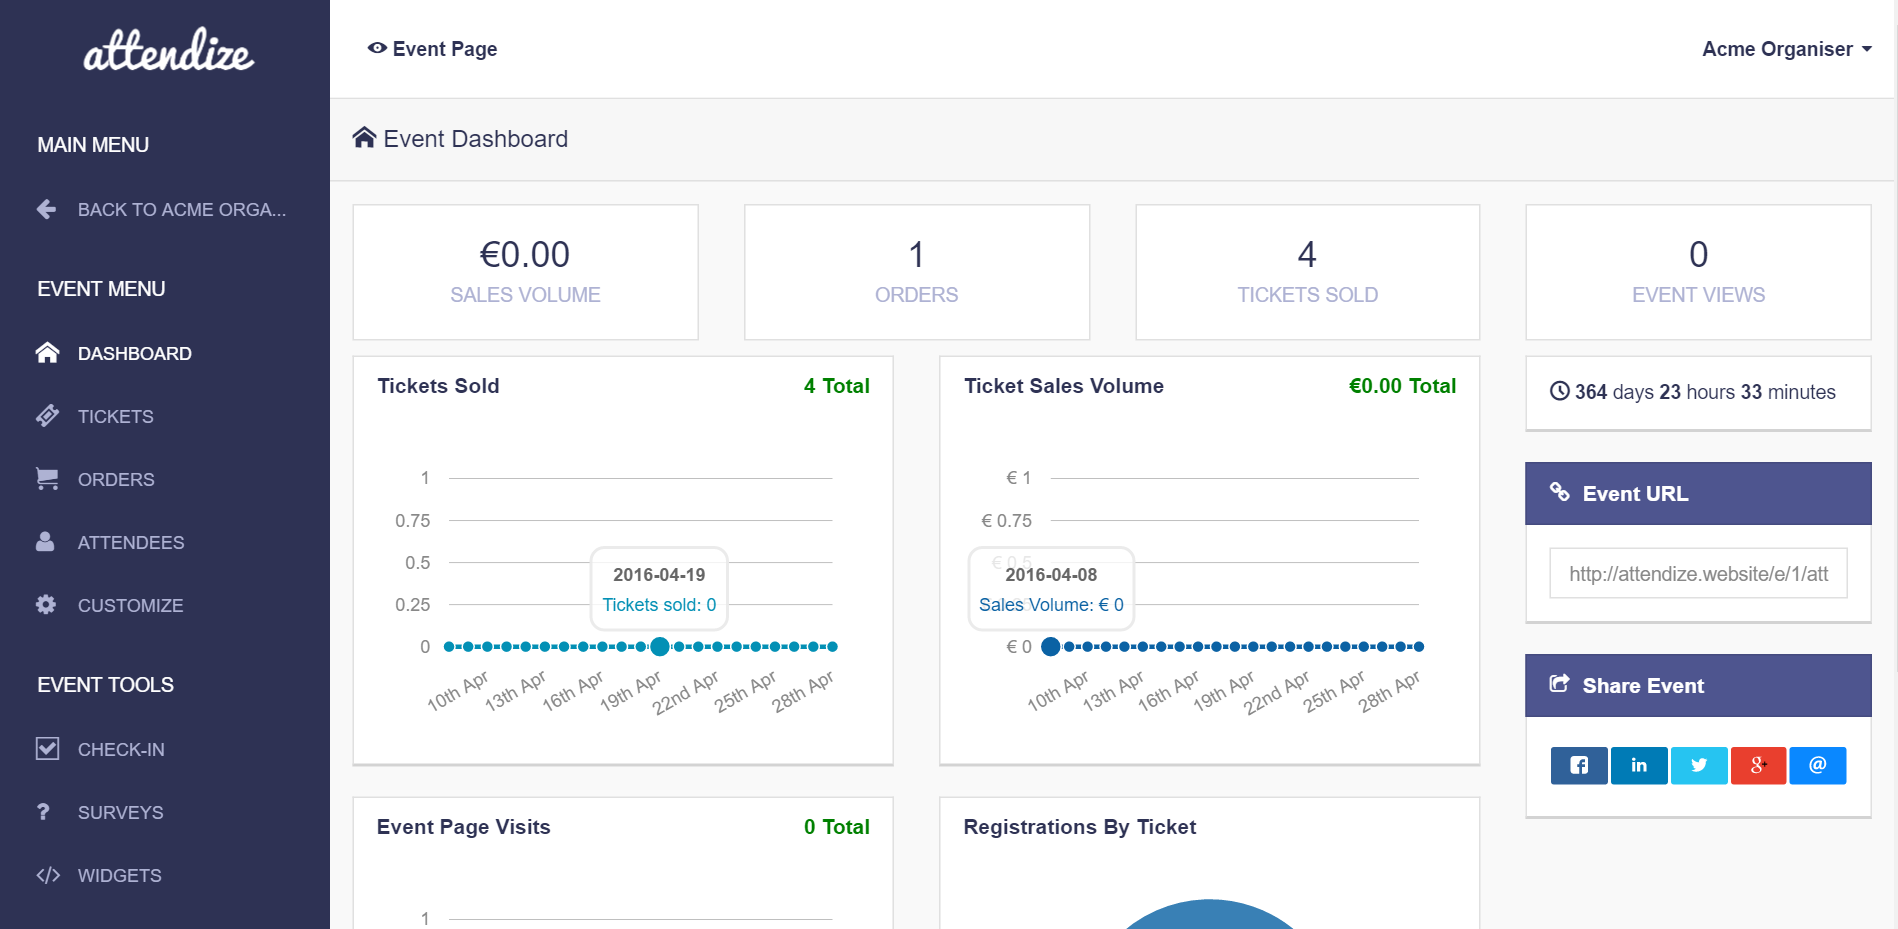 attendize
MAIN MENU
BACK TO ACME ORGA...
EVENT MENU
DASHBOARD
TICKETS
ORDERS
ATTENDEES
CUSTOMIZE
EVENT TOOLS
CHECK-IN
SURVEYS
WIDGETS
Event Page
Acme Organiser
Event Dashboard
€0.00
SALES VOLUME
1
ORDERS
4
TICKETS SOLD
0
EVENT VIEWS
Tickets Sold 4 Total
1
0.75
0.5
0.25
0
2016-04-19
Tickets sold: 0
10th Apr 13th Apr 16th Apr 19th Apr 22nd Apr 25th Apr 28th Apr
Ticket Sales Volume €0.00 Total
€ 1
€ 0.75
€ 0.5
€ 0
2016-04-08
Sales Volume: € 0
10th Apr 13th Apr 16th Apr 19th Apr 22nd Apr 25th Apr 28th Apr
364 days 23 hours 33 minutes
Event URL
http://attendize.website/e/1/att
Share Event
Event Page Visits 0 Total
1
Registrations By Ticket